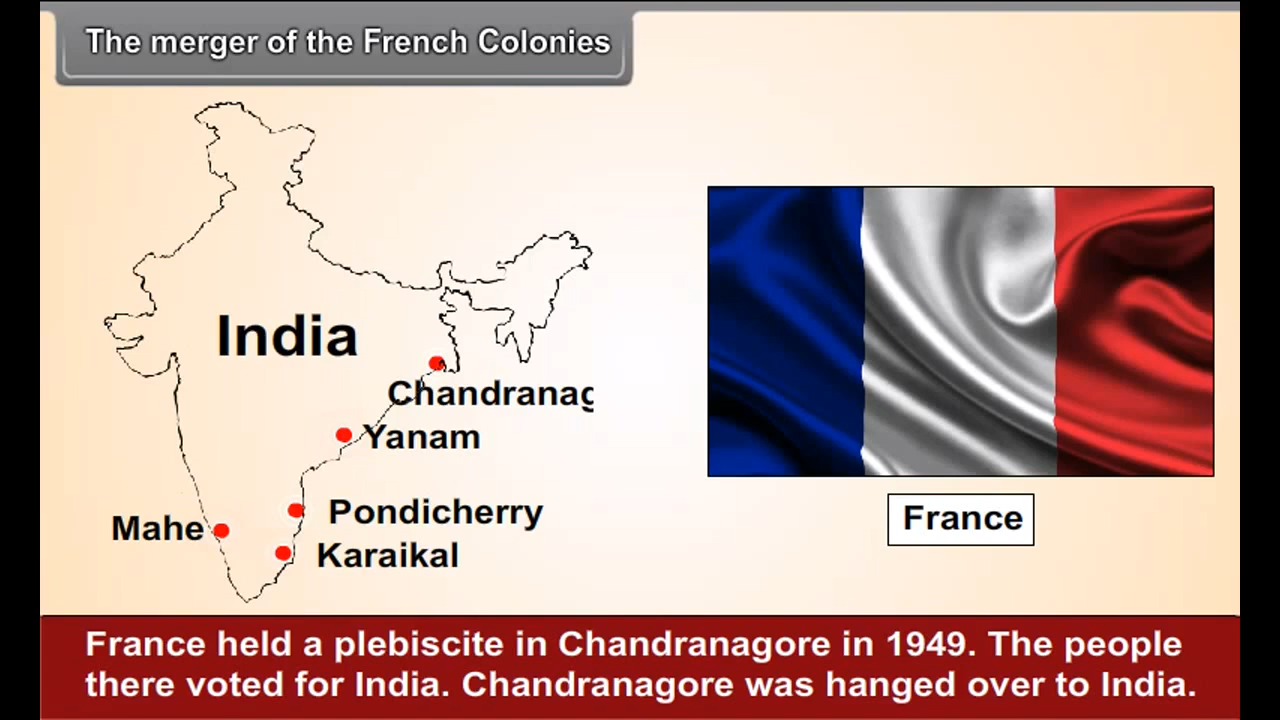 The merger of the French Colonies
India
Chandranag
Yanam
Pondicherry
Mahe
Karaikal
France
France held a plebiscite in Chandranagore in 1949. The people
there voted for India. Chandranagore was hanged over to India.